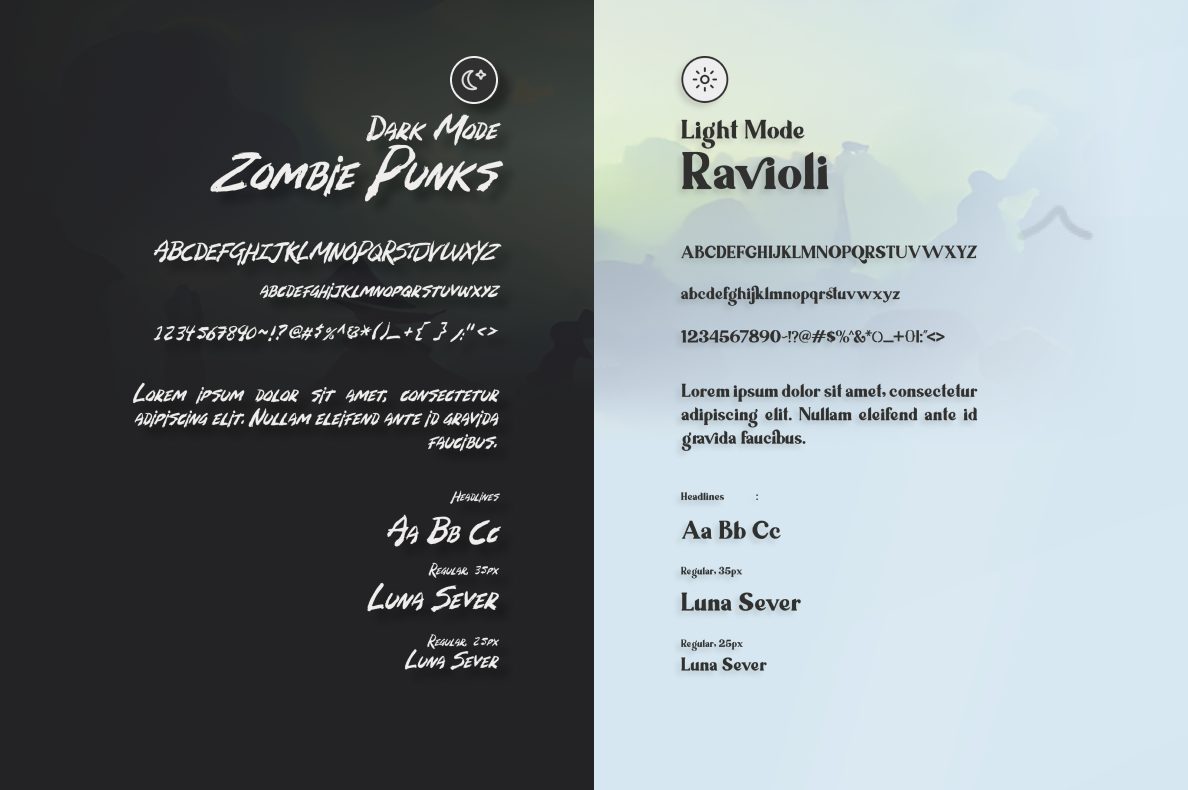 Dark Mode
Zombie Punks
ABCDEFGHIJKLMNOPQRSTUVWXYZ
abcdefghijklmnopqrstuvwxyz
1234567890~!?@#$%^&*()_+{ } /:"<>
Lorem ipsum dolor sit amet, consectetur
adipiscing elit. Nullam eleifend ante id gravida
faucibus.
Headlines
Aa Bb Cc
Regular, 35px
Luna Sever
Regular, 25px
Luna Sever
Light Mode
Ravioli
ABCDEFGHIJKLMNOPQRSTUVWXYZ
abcdefghijklmnopqrstuvwxyz
1234567890-!?@#$%^&*()_+{}|:"<>
Lorem ipsum dolor sit amet, consectetur
adipiscing elit. Nullam eleifend ante id
gravida faucibus.
Headlines :
Aa Bb Cc
Regular, 35px
Luna Sever
Regular, 25px
Luna Sever